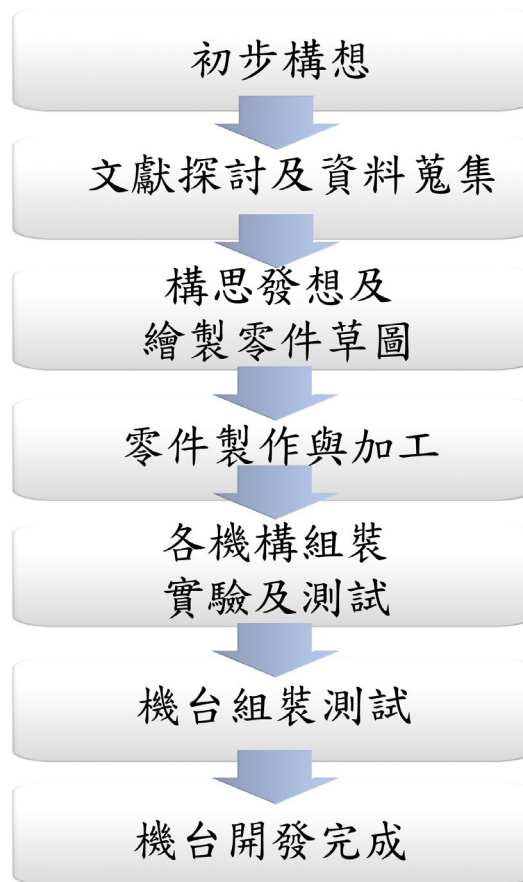 初步構想
文獻探討及資料蒐集
構思發想及
繪製零件草圖
零件製作與加工
各機構組裝
實驗及測試
機台組裝測試
機台開發完成